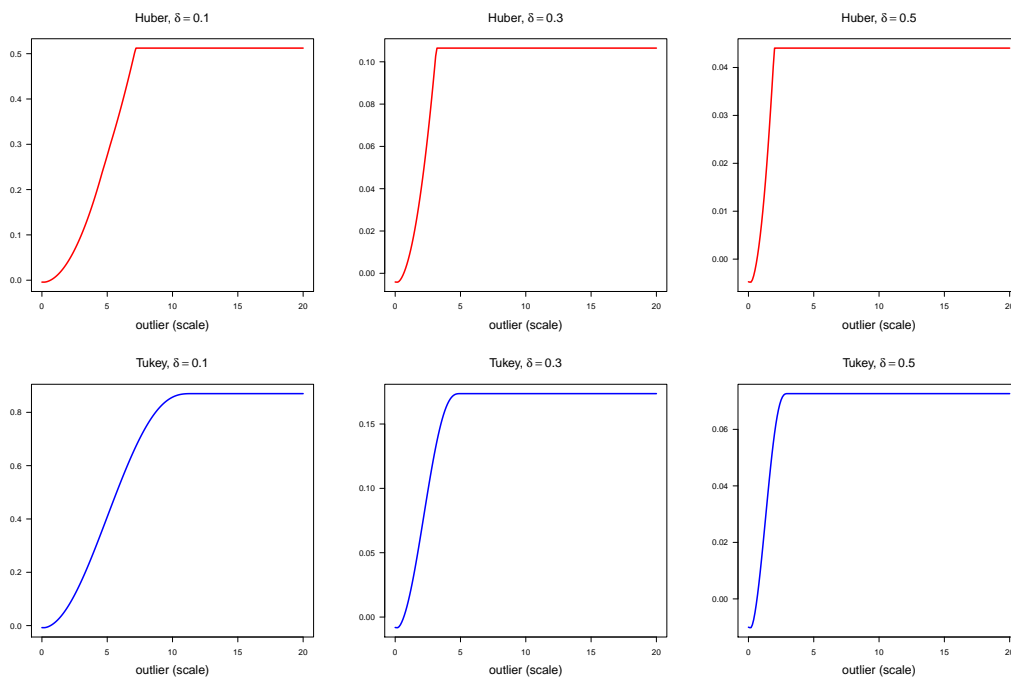 Huber, δ = 0.1
0.5
0.4
0.3
0.2
0.1
0.0
0 5 10 15 20
outlier (scale)
Huber, δ = 0.3
0.10
0.08
0.06
0.04
0.02
0.00
0 5 10 15 20
outlier (scale)
Huber, δ = 0.5
0.04
0.03
0.02
0.01
0.00
0 5 10 15 20
outlier (scale)
Tukey, δ = 0.1
0.8
0.6
0.4
0.2
0.0
0 5 10 15 20
outlier (scale)
Tukey, δ = 0.3
0.15
0.10
0.05
0.00
0 5 10 15 20
outlier (scale)
Tukey, δ = 0.5
0.06
0.04
0.02
0.00
0 5 10 15 20
outlier (scale)